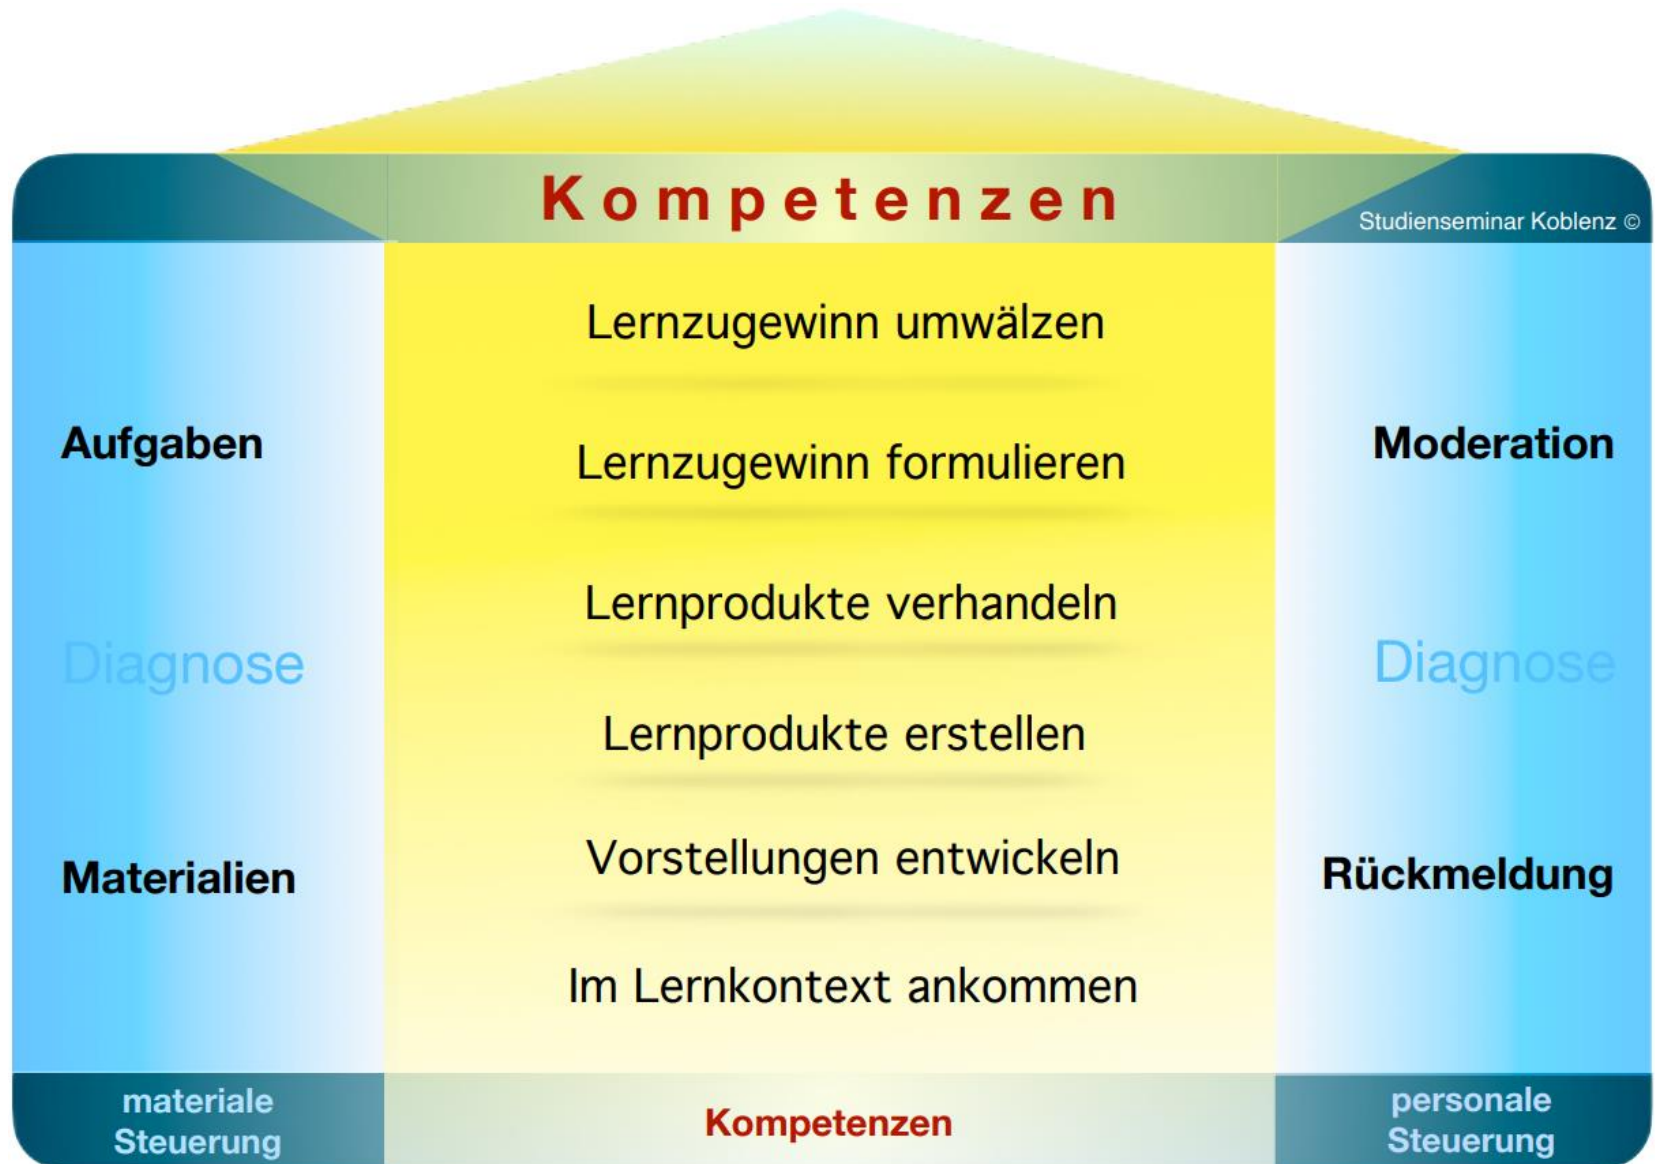 Kompetenzen
Studienseminar Koblenz ©
Lernzugewinn umwälzen
Aufgaben
Lernzugewinn formulieren
Moderation
Lernprodukte verhandeln
Diagnose
Diagnose
Lernprodukte erstellen
Materialien
Vorstellungen entwickeln
Rückmeldung
Im Lernkontext ankommen
materiale
Steuerung
Kompetenzen
personale
Steuerung